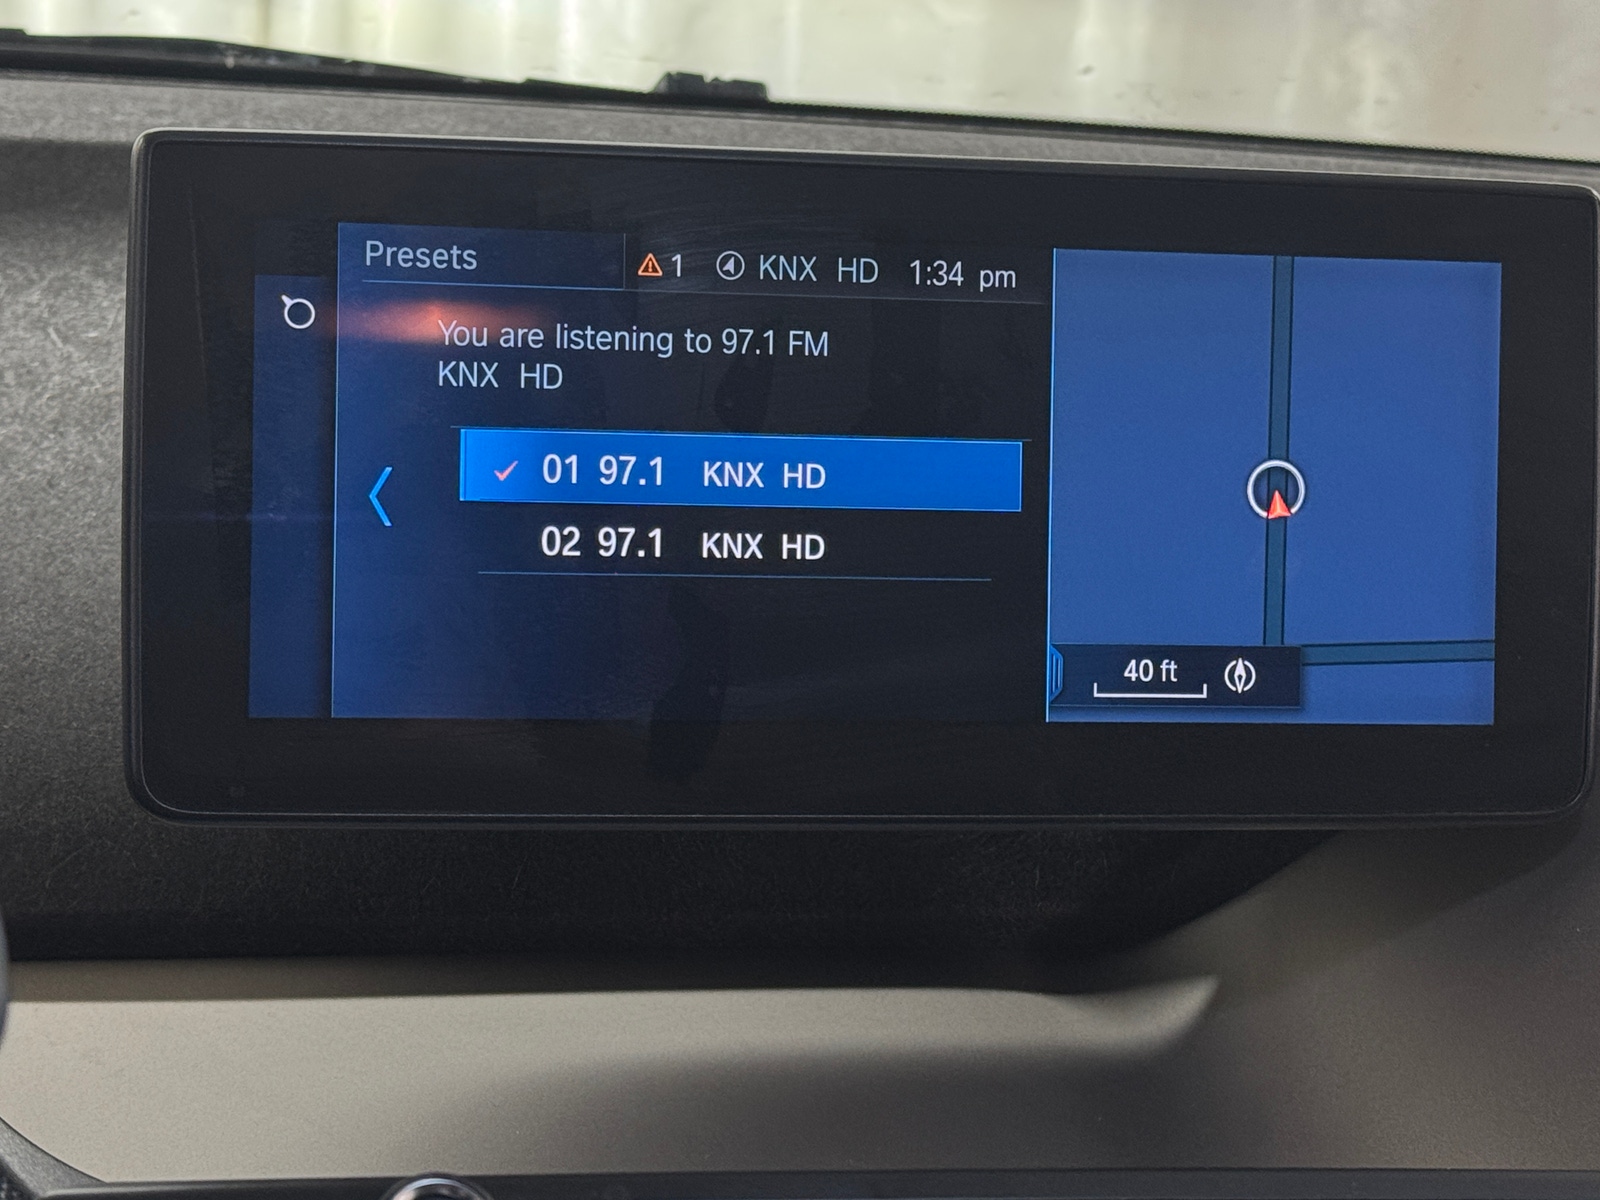 Presets
1 KNX HD 1:34 pm
You are listening to 97.1 FM
KNX HD
01 97.1 KNX HD
02 97.1 KNX HD
40 ft